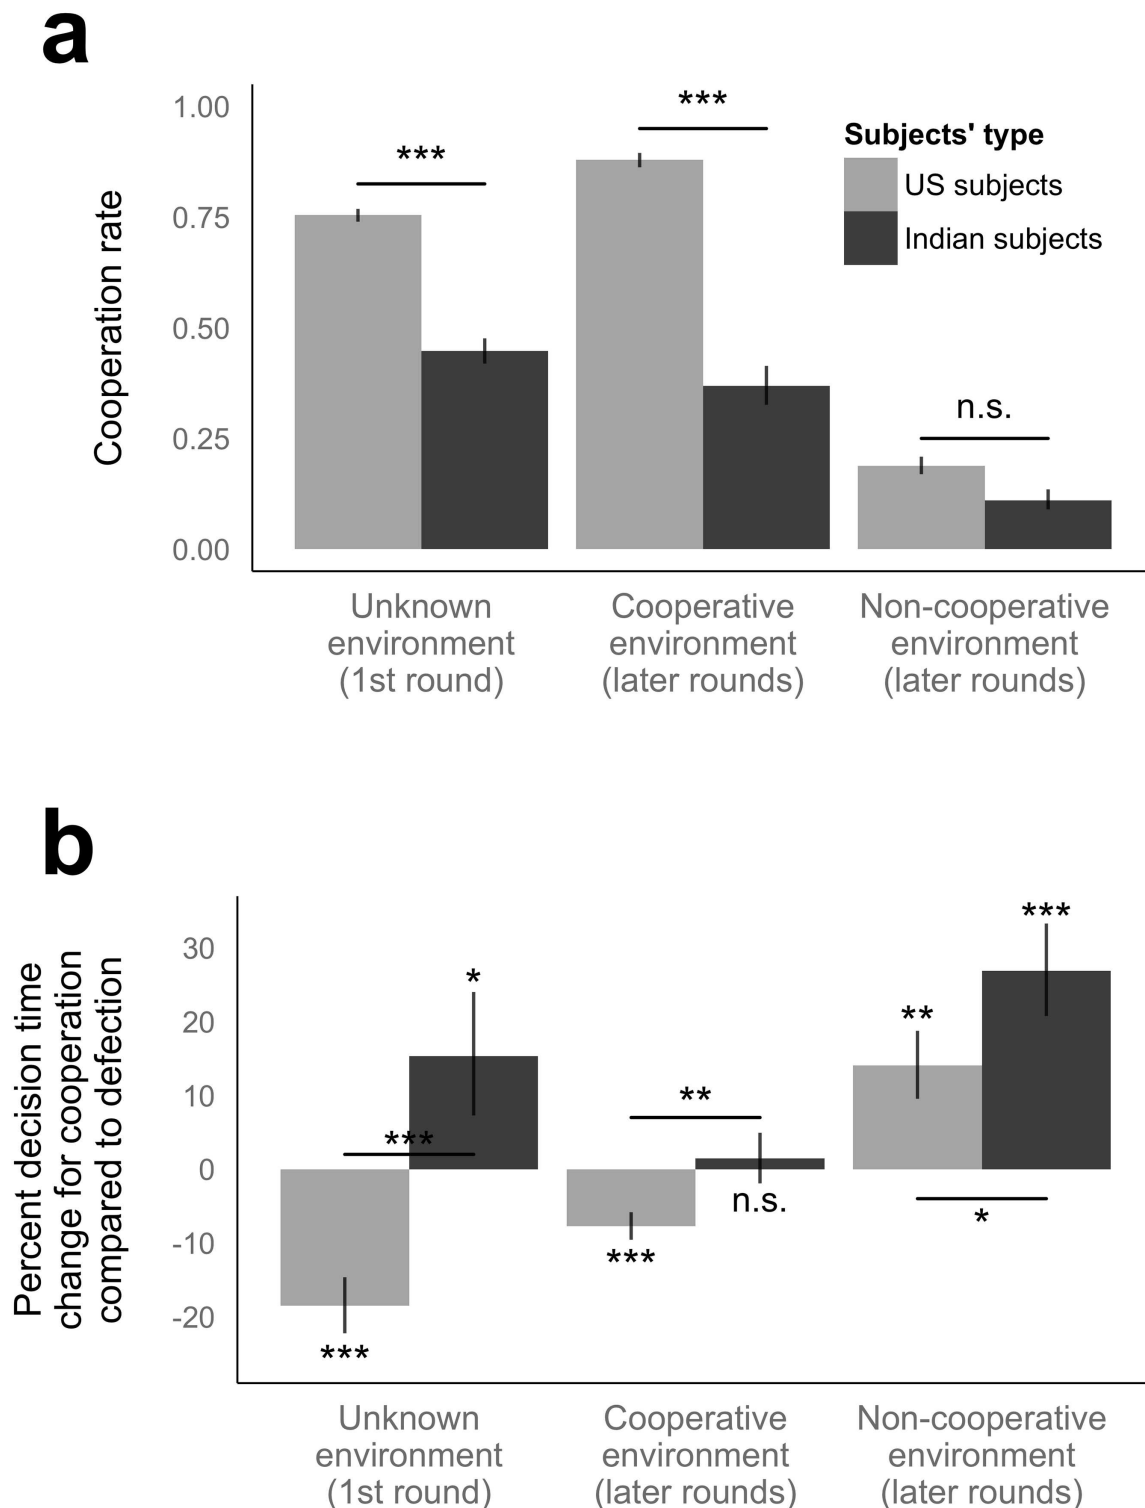 a
Cooperation rate
1.00
0.75
0.50
0.25
0.00
***
***
n.s.
Subjects' type
US subjects
Indian subjects
Unknown
environment
(1st round)
Cooperative
environment
(later rounds)
Non-cooperative
environment
(later rounds)
b
Percent decision time
change for cooperation
compared to defection
30
20
10
0
-10
-20
***
*
***
**
n.s.
***
***
**
*
Unknown
environment
(1st round)
Cooperative
environment
(later rounds)
Non-cooperative
environment
(later rounds)